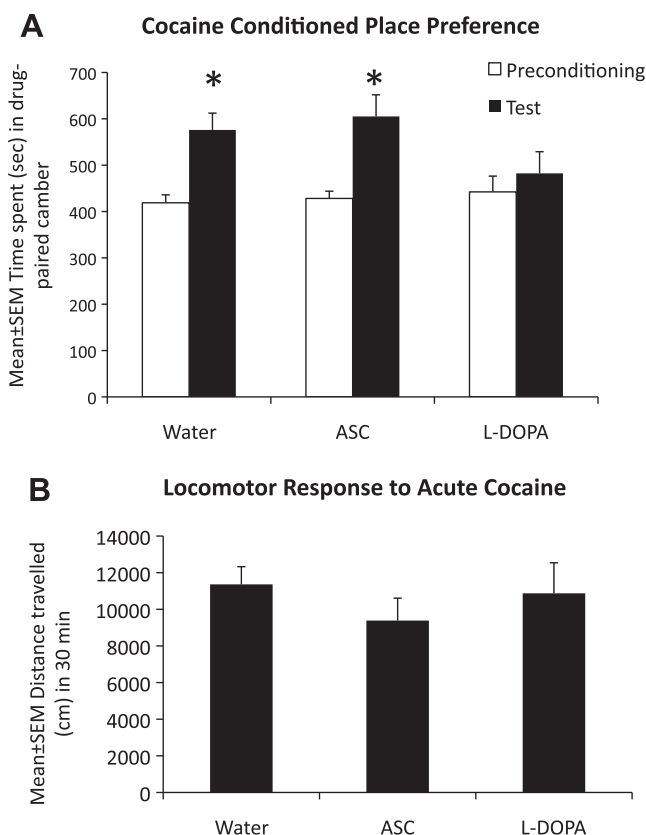 A
Cocaine Conditioned Place Preference
Mean±SEM Time spent (sec) in drug-
paired camber
700
600
500
400
300
200
100
0
*
*
Preconditioning
Test
Water
ASC
L-DOPA
B
Locomotor Response to Acute Cocaine
Mean±SEM Distance travelled
(cm) in 30 min
14000
12000
10000
8000
6000
4000
2000
0
Water
ASC
L-DOPA